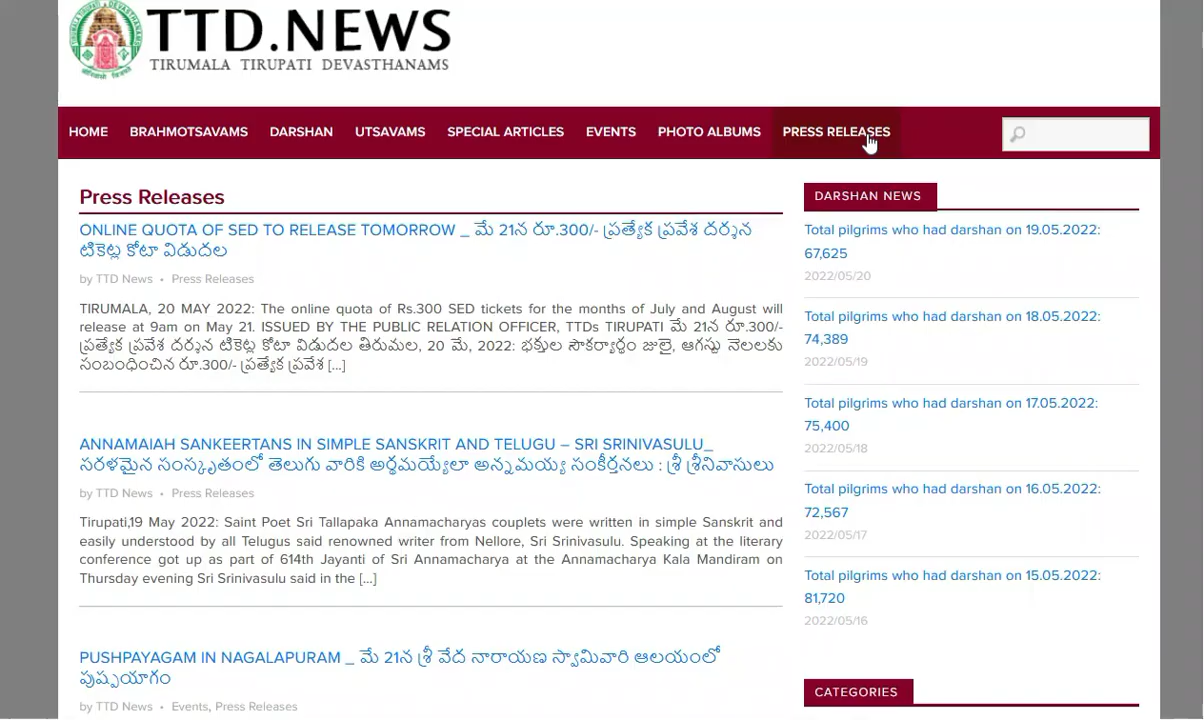 TTD.NEWS
TIRUMALA TIRUPATI DEVASTHANAMS
HOME BRAHMOTSAVAMS DARSHAN UTSAVAMS SPECIAL ARTICLES EVENTS PHOTO ALBUMS PRESS RELEASES
Press Releases
ONLINE QUOTA OF SED TO RELEASE TOMORROW _ మే 21న రూ.300/- ప్రత్యేక ప్రవేశ దర్శన
టికెట్ల కోటా విడుదల
by TTD News • Press Releases
TIRUMALA, 20 MAY 2022: The online quota of Rs.300 SED tickets for the months of July and August will
release at 9am on May 21. ISSUED BY THE PUBLIC RELATION OFFICER, TTDs TIRUPATI మే 21న రూ.300/-
ప్రత్యేక ప్రవేశ దర్శన టికెట్ల కోటా విడుదల తిరుమల, 20 మే, 2022: భక్తుల సౌకర్యార్థం జులై, ఆగస్టు నెలలకు
సంబంధించిన రూ.300/- ప్రత్యేక ప్రవేశ [...]
ANNAMAIAH SANKEERTANS IN SIMPLE SANSKRIT AND TELUGU – SRI SRINIVASULU_
సరళమైన సంస్కృతంలో తెలుగు వారికి అర్థమయ్యేలా అన్నమయ్య సంకీర్తనలు : శ్రీ శ్రీనివాసులు
by TTD News • Press Releases
Tirupati,19 May 2022: Saint Poet Sri Tallapaka Annamacharyas couplets were written in simple Sanskrit and
easily understood by all Telugus said renowned writer from Nellore, Sri Srinivasulu. Speaking at the literary
conference got up as part of 614th Jayanti of Sri Annamacharya at the Annamacharya Kala Mandiram on
Thursday evening Sri Srinivasulu said in the [...]
PUSHPAYAGAM IN NAGALAPURAM _ మే 21న శ్రీ వేద నారాయణ స్వామివారి ఆలయంలో
పుష్పయాగం
by TTD News • Events, Press Releases
DARSHAN NEWS
Total pilgrims who had darshan on 19.05.2022:
67,625
2022/05/20
Total pilgrims who had darshan on 18.05.2022:
74,389
2022/05/19
Total pilgrims who had darshan on 17.05.2022:
75,400
2022/05/18
Total pilgrims who had darshan on 16.05.2022:
72,567
2022/05/17
Total pilgrims who had darshan on 15.05.2022:
81,720
2022/05/16
CATEGORIES